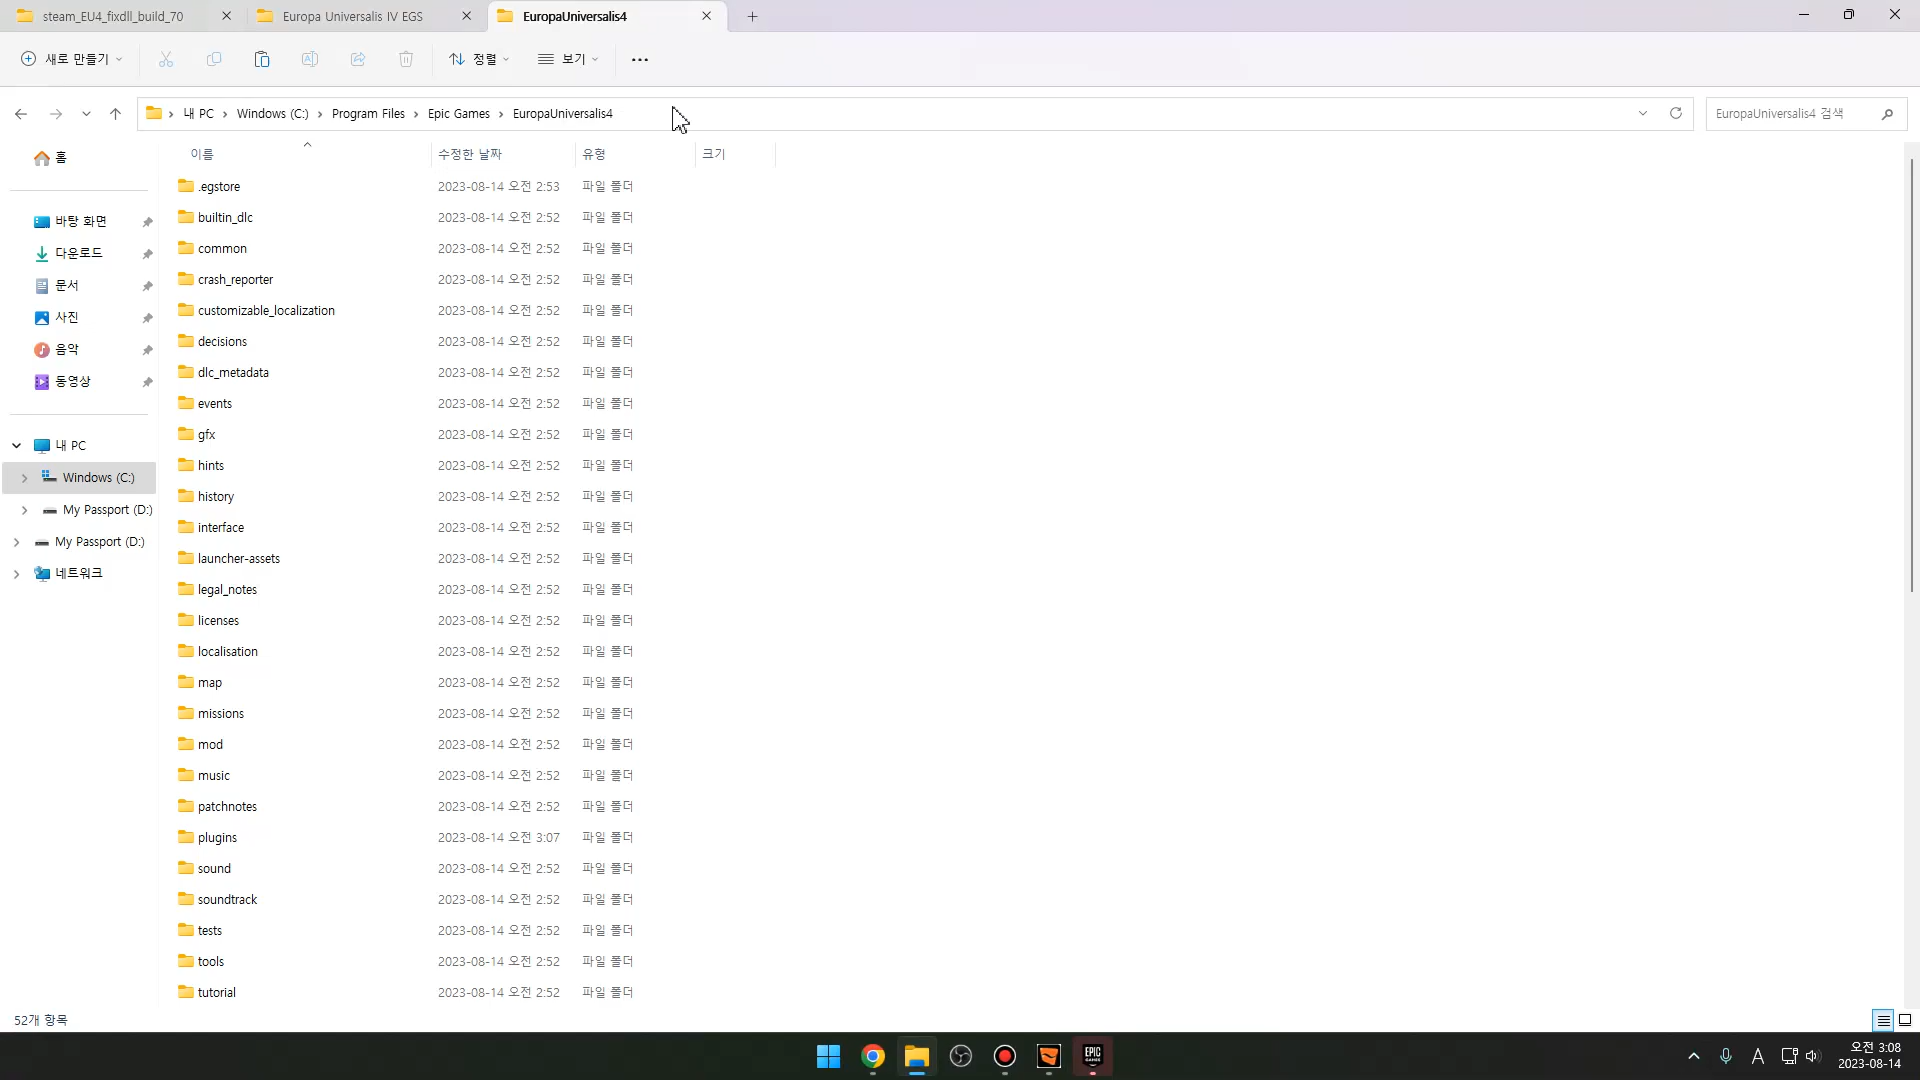 steam_EU4_fixdll_build_70
Europa Universalis IV EGS
EuropaUniversalis4
새로 만들기
정렬
보기
내 PC > Windows (C:) > Program Files > Epic Games > EuropaUniversalis4
EuropaUniversalis4 검색
홈
바탕 화면
다운로드
문서
사진
음악
동영상
내 PC
Windows (C:)
My Passport (D:)
My Passport (D:)
네트워크
이름 수정한 날짜 유형 크기
.egstore 2023-08-14 오전 2:53 파일 폴더
builtin_dlc 2023-08-14 오전 2:52 파일 폴더
common 2023-08-14 오전 2:52 파일 폴더
crash_reporter 2023-08-14 오전 2:52 파일 폴더
customizable_localization 2023-08-14 오전 2:52 파일 폴더
decisions 2023-08-14 오전 2:52 파일 폴더
dlc_metadata 2023-08-14 오전 2:52 파일 폴더
events 2023-08-14 오전 2:52 파일 폴더
gfx 2023-08-14 오전 2:52 파일 폴더
hints 2023-08-14 오전 2:52 파일 폴더
history 2023-08-14 오전 2:52 파일 폴더
interface 2023-08-14 오전 2:52 파일 폴더
launcher-assets 2023-08-14 오전 2:52 파일 폴더
legal_notes 2023-08-14 오전 2:52 파일 폴더
licenses 2023-08-14 오전 2:52 파일 폴더
localisation 2023-08-14 오전 2:52 파일 폴더
map 2023-08-14 오전 2:52 파일 폴더
missions 2023-08-14 오전 2:52 파일 폴더
mod 2023-08-14 오전 2:52 파일 폴더
music 2023-08-14 오전 2:52 파일 폴더
patchnotes 2023-08-14 오전 2:52 파일 폴더
plugins 2023-08-14 오전 3:07 파일 폴더
sound 2023-08-14 오전 2:52 파일 폴더
soundtrack 2023-08-14 오전 2:52 파일 폴더
tests 2023-08-14 오전 2:52 파일 폴더
tools 2023-08-14 오전 2:52 파일 폴더
tutorial 2023-08-14 오전 2:52 파일 폴더
52개 항목
EPIC
GAMES
A
오전 3:08
2023-08-14